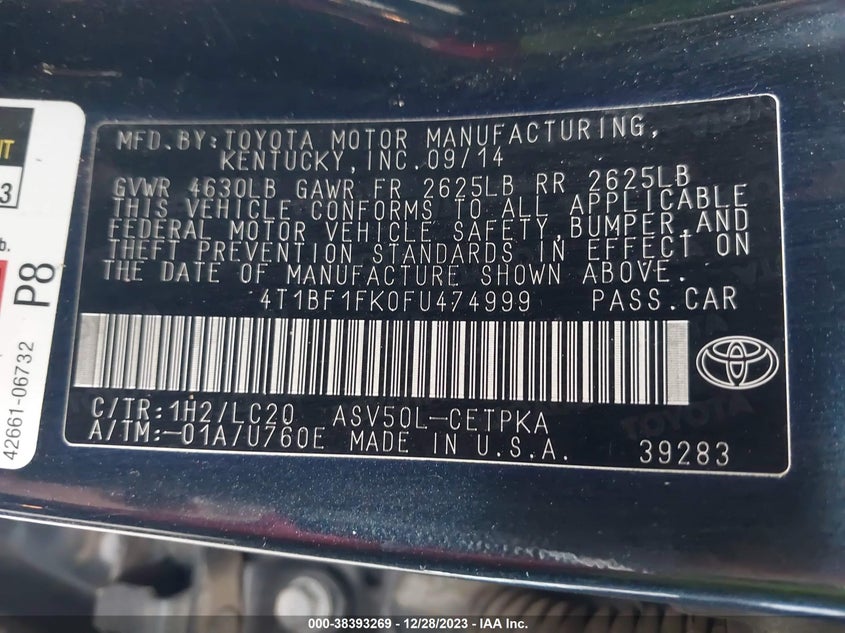 MFD.BY:TOYOTA MOTOR MANUFACTURING,
KENTUCKY,INC.09/14
GVWR 4630LB GAWR FR 2625LB RR 2625LB
THIS VEHICLE CONFORMS TO ALL APPLICABLE
FEDERAL MOTOR VEHICLE SAFETY,BUMPER,AND
THEFT PREVENTION STANDARDS IN EFFECT ON
THE DATE OF MANUFACTURE SHOWN ABOVE.
4T1BF1FK0FU474999 PASS.CAR
C/TR:1H2/LC20 ASV50L-CETPKA
A/TM:-01A/U760E MADE IN U.S.A.
39283
42661-06732 P8
000-38393269 - 12/28/2023 - IAA Inc.